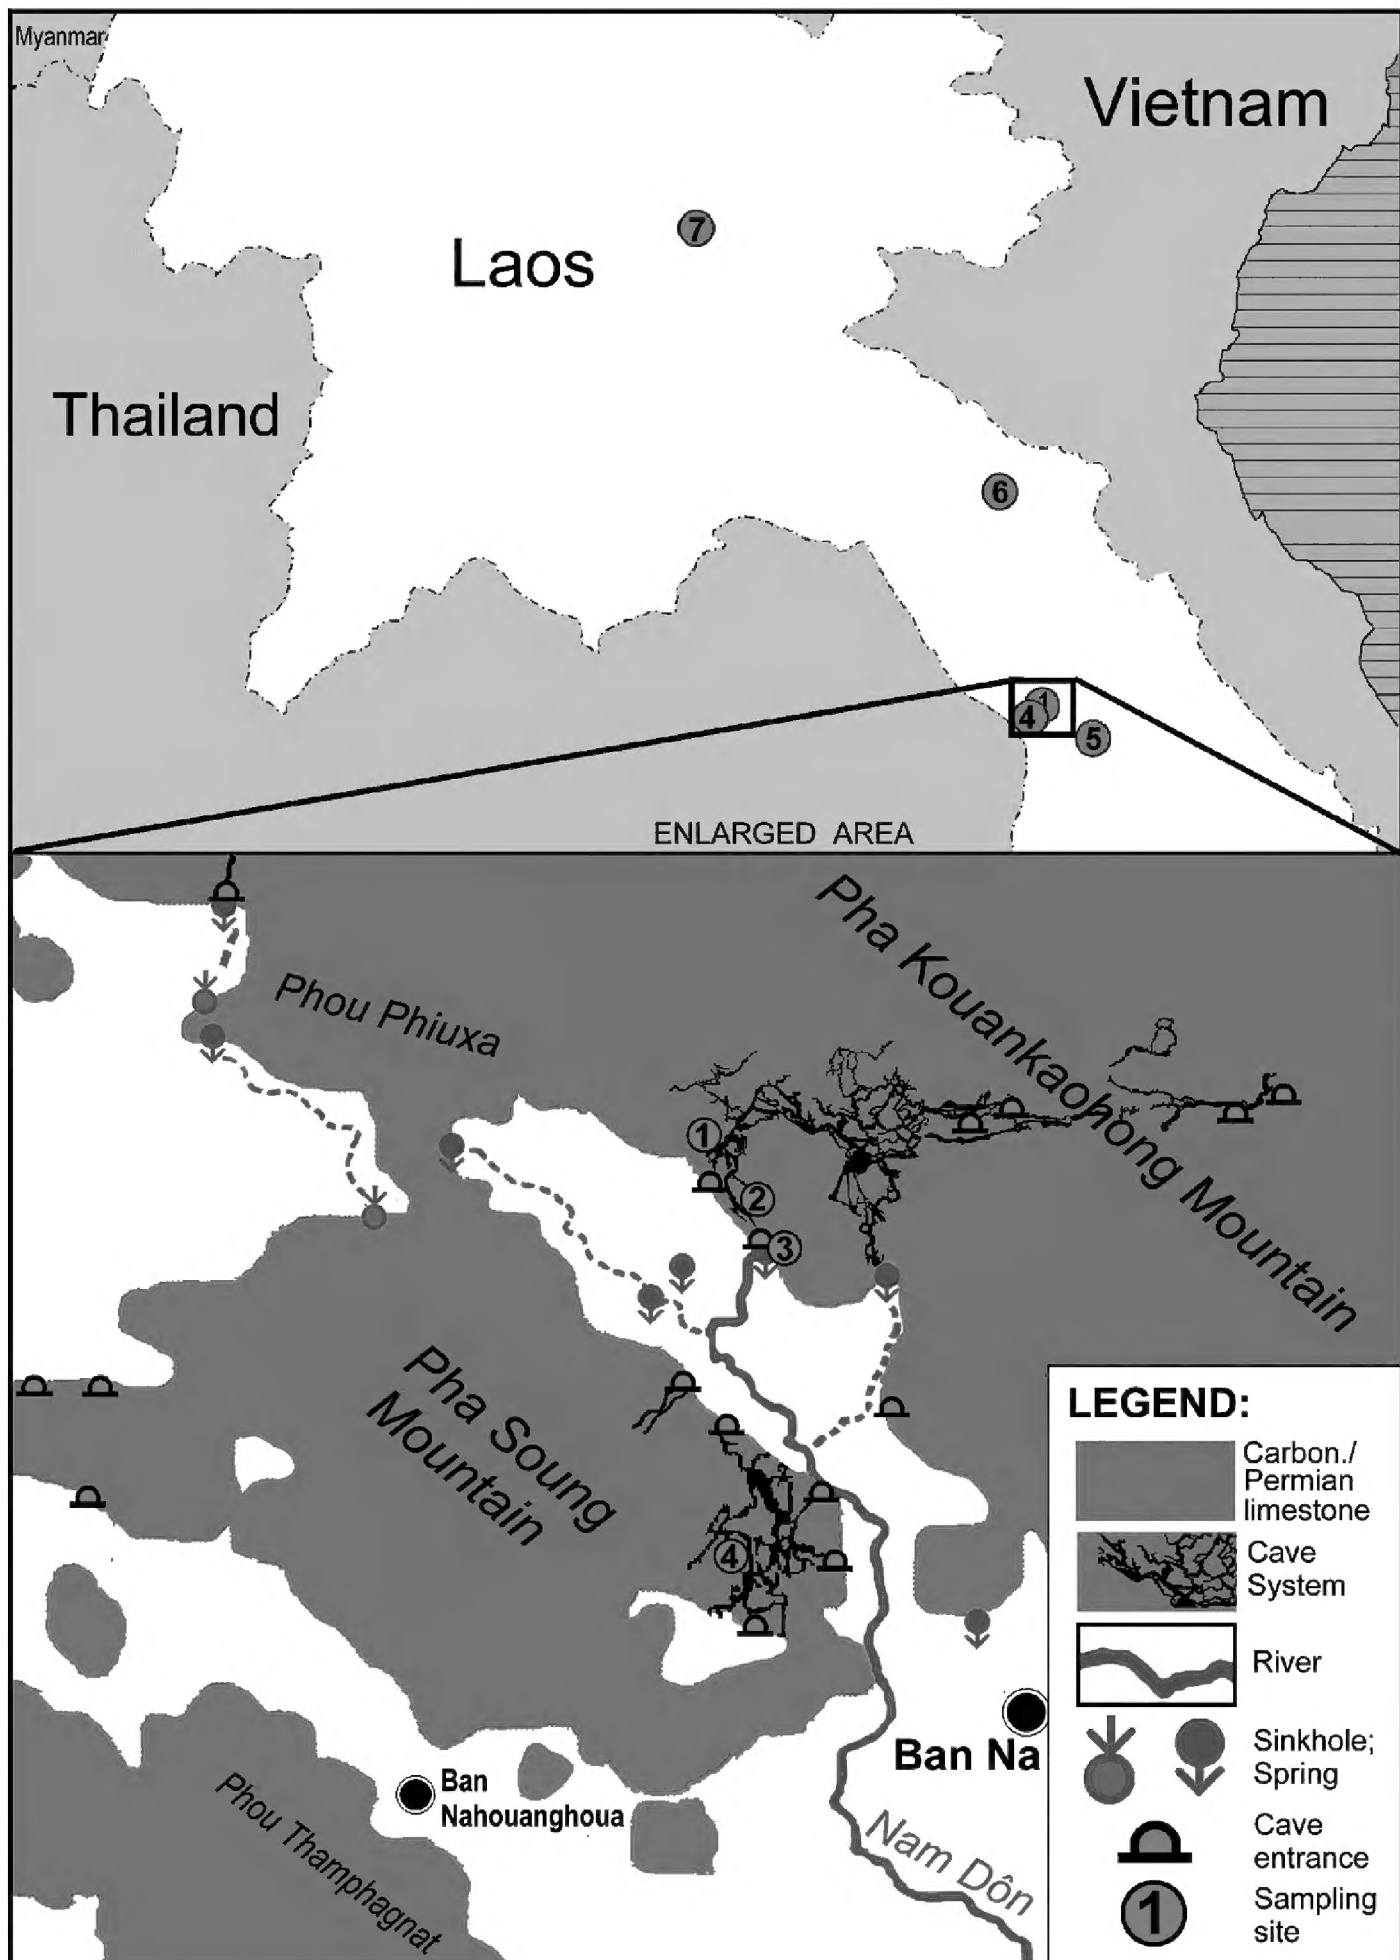 Myanmar
Vietnam
7
Laos
Thailand
6
1
4
5
ENLARGED AREA
Pha Kouankaohong Mountain
Phou Phiuxa
1
2
3
Pha Soung
Mountain
4
LEGEND:
Carbon./
Permian
limestone
Cave
System
River
Sinkhole;
Spring
Cave
entrance
1
Sampling
site
Ban Na
Ban
Nahouanghoua
Phou Thamphagnat
Nam Dôn